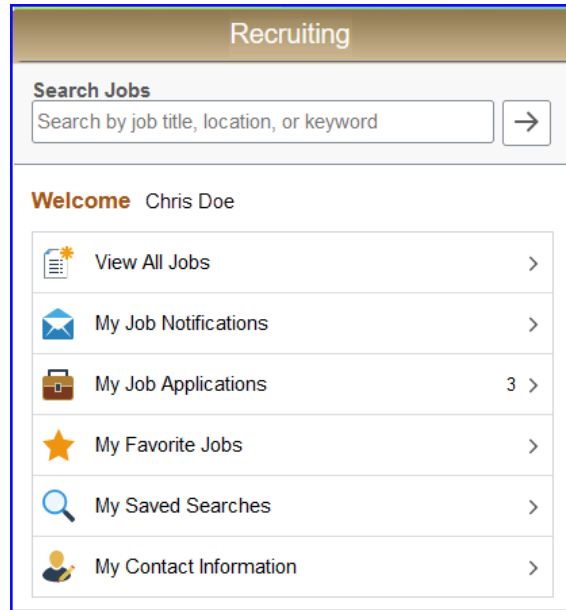 Recruiting
Search Jobs
Search by job title, location, or keyword
Welcome Chris Doe
View All Jobs
My Job Notifications
My Job Applications 3
My Favorite Jobs
My Saved Searches
My Contact Information